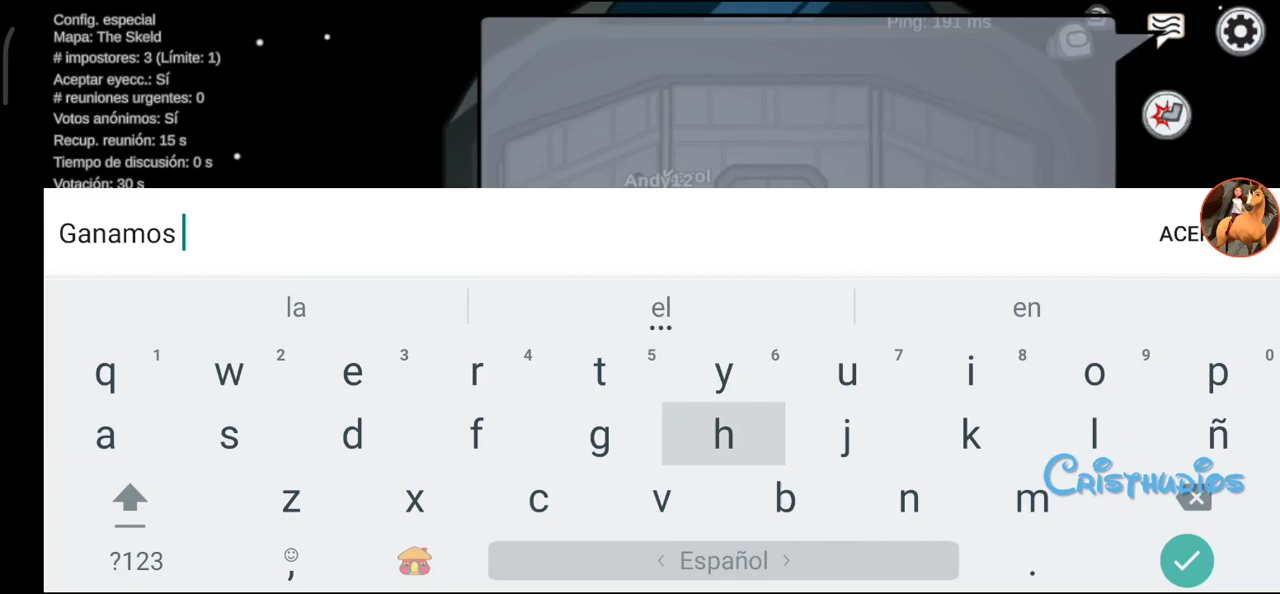 Config. especial
Mapa: The Skeld
# impostores: 3 (Límite: 1)
Aceptar eyecc.: Sí
# reuniones urgentes: 0
Votos anónimos: Sí
Recup. reunión: 15 s
Tiempo de discusión: 0 s
Votación: 30 s
Ping: 191 ms
Andy12
Ganamos
la el en
1 2 3 4 5 6 7 8 9 0
q w e r t y u i o p
a s d f g h j k l ñ
z x c v b n m
Cristhudios
?123 , Español .